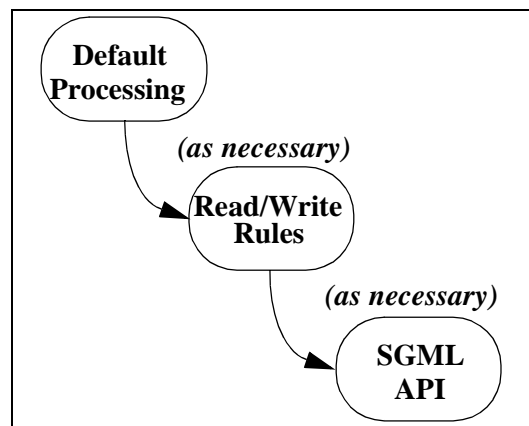 Default
Processing
(as necessary)
Read/Write
Rules
(as necessary)
SGML
API